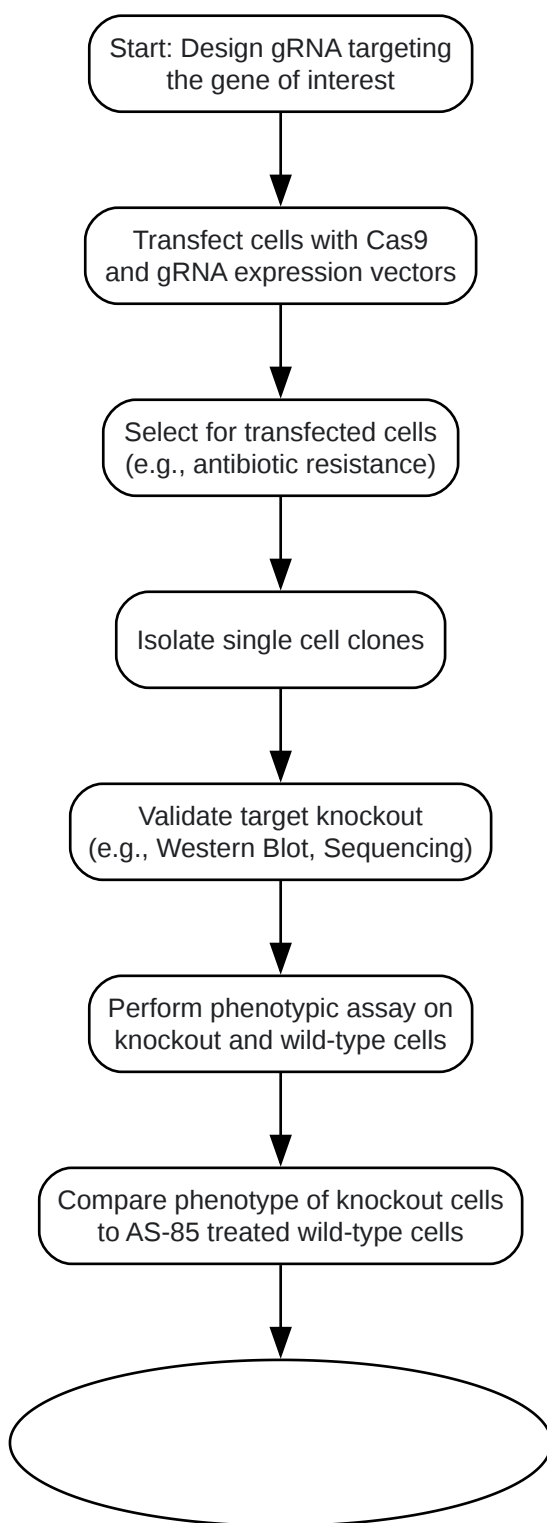 Start: Design gRNA targeting
the gene of interest
Transfect cells with Cas9
and gRNA expression vectors
Select for transfected cells
(e.g., antibiotic resistance)
Isolate single cell clones
Validate target knockout
(e.g., Western Blot, Sequencing)
Perform phenotypic assay on
knockout and wild-type cells
Compare phenotype of knockout cells
to AS-85 treated wild-type cells